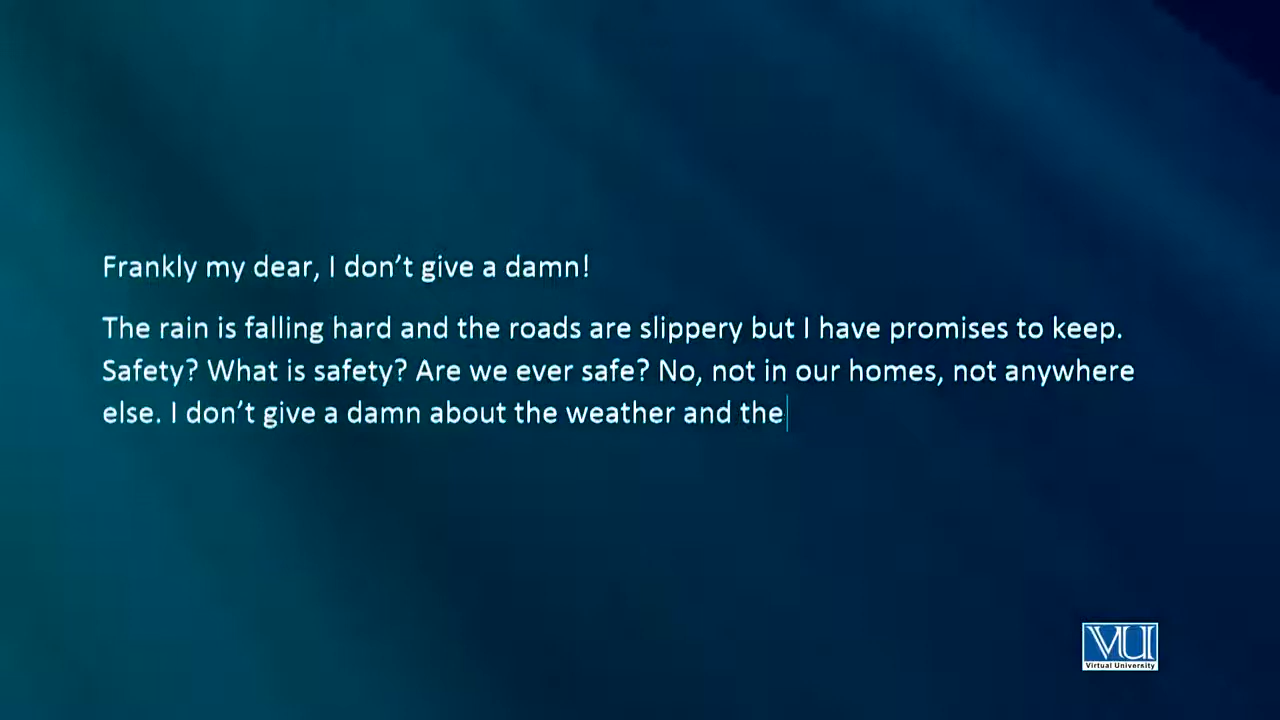 Frankly my dear, I don’t give a damn!
The rain is falling hard and the roads are slippery but I have promises to keep.
Safety? What is safety? Are we ever safe? No, not in our homes, not anywhere
else. I don’t give a damn about the weather and the
VU
Virtual University